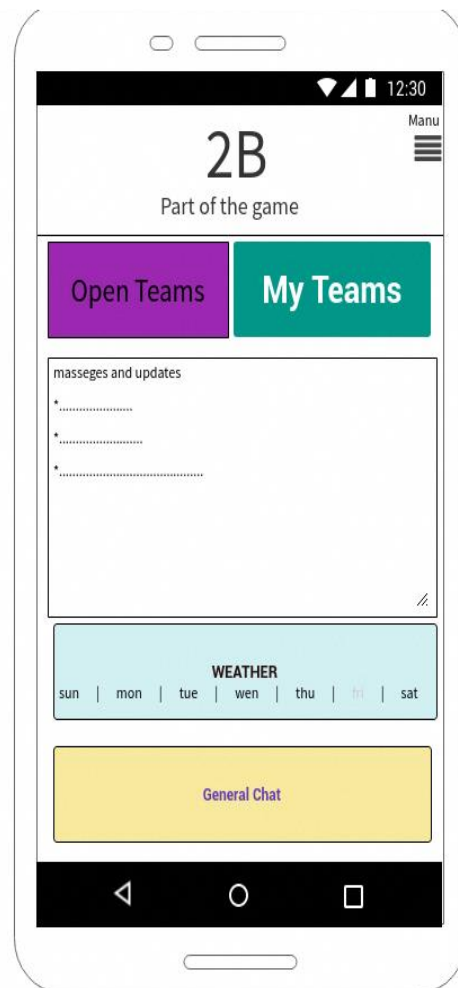 12:30
Manu
2B
Part of the game
Open Teams
My Teams
masseges and updates
*......................
*.........................
*...........................................
WEATHER
sun | mon | tue | wen | thu | fri | sat
General Chat